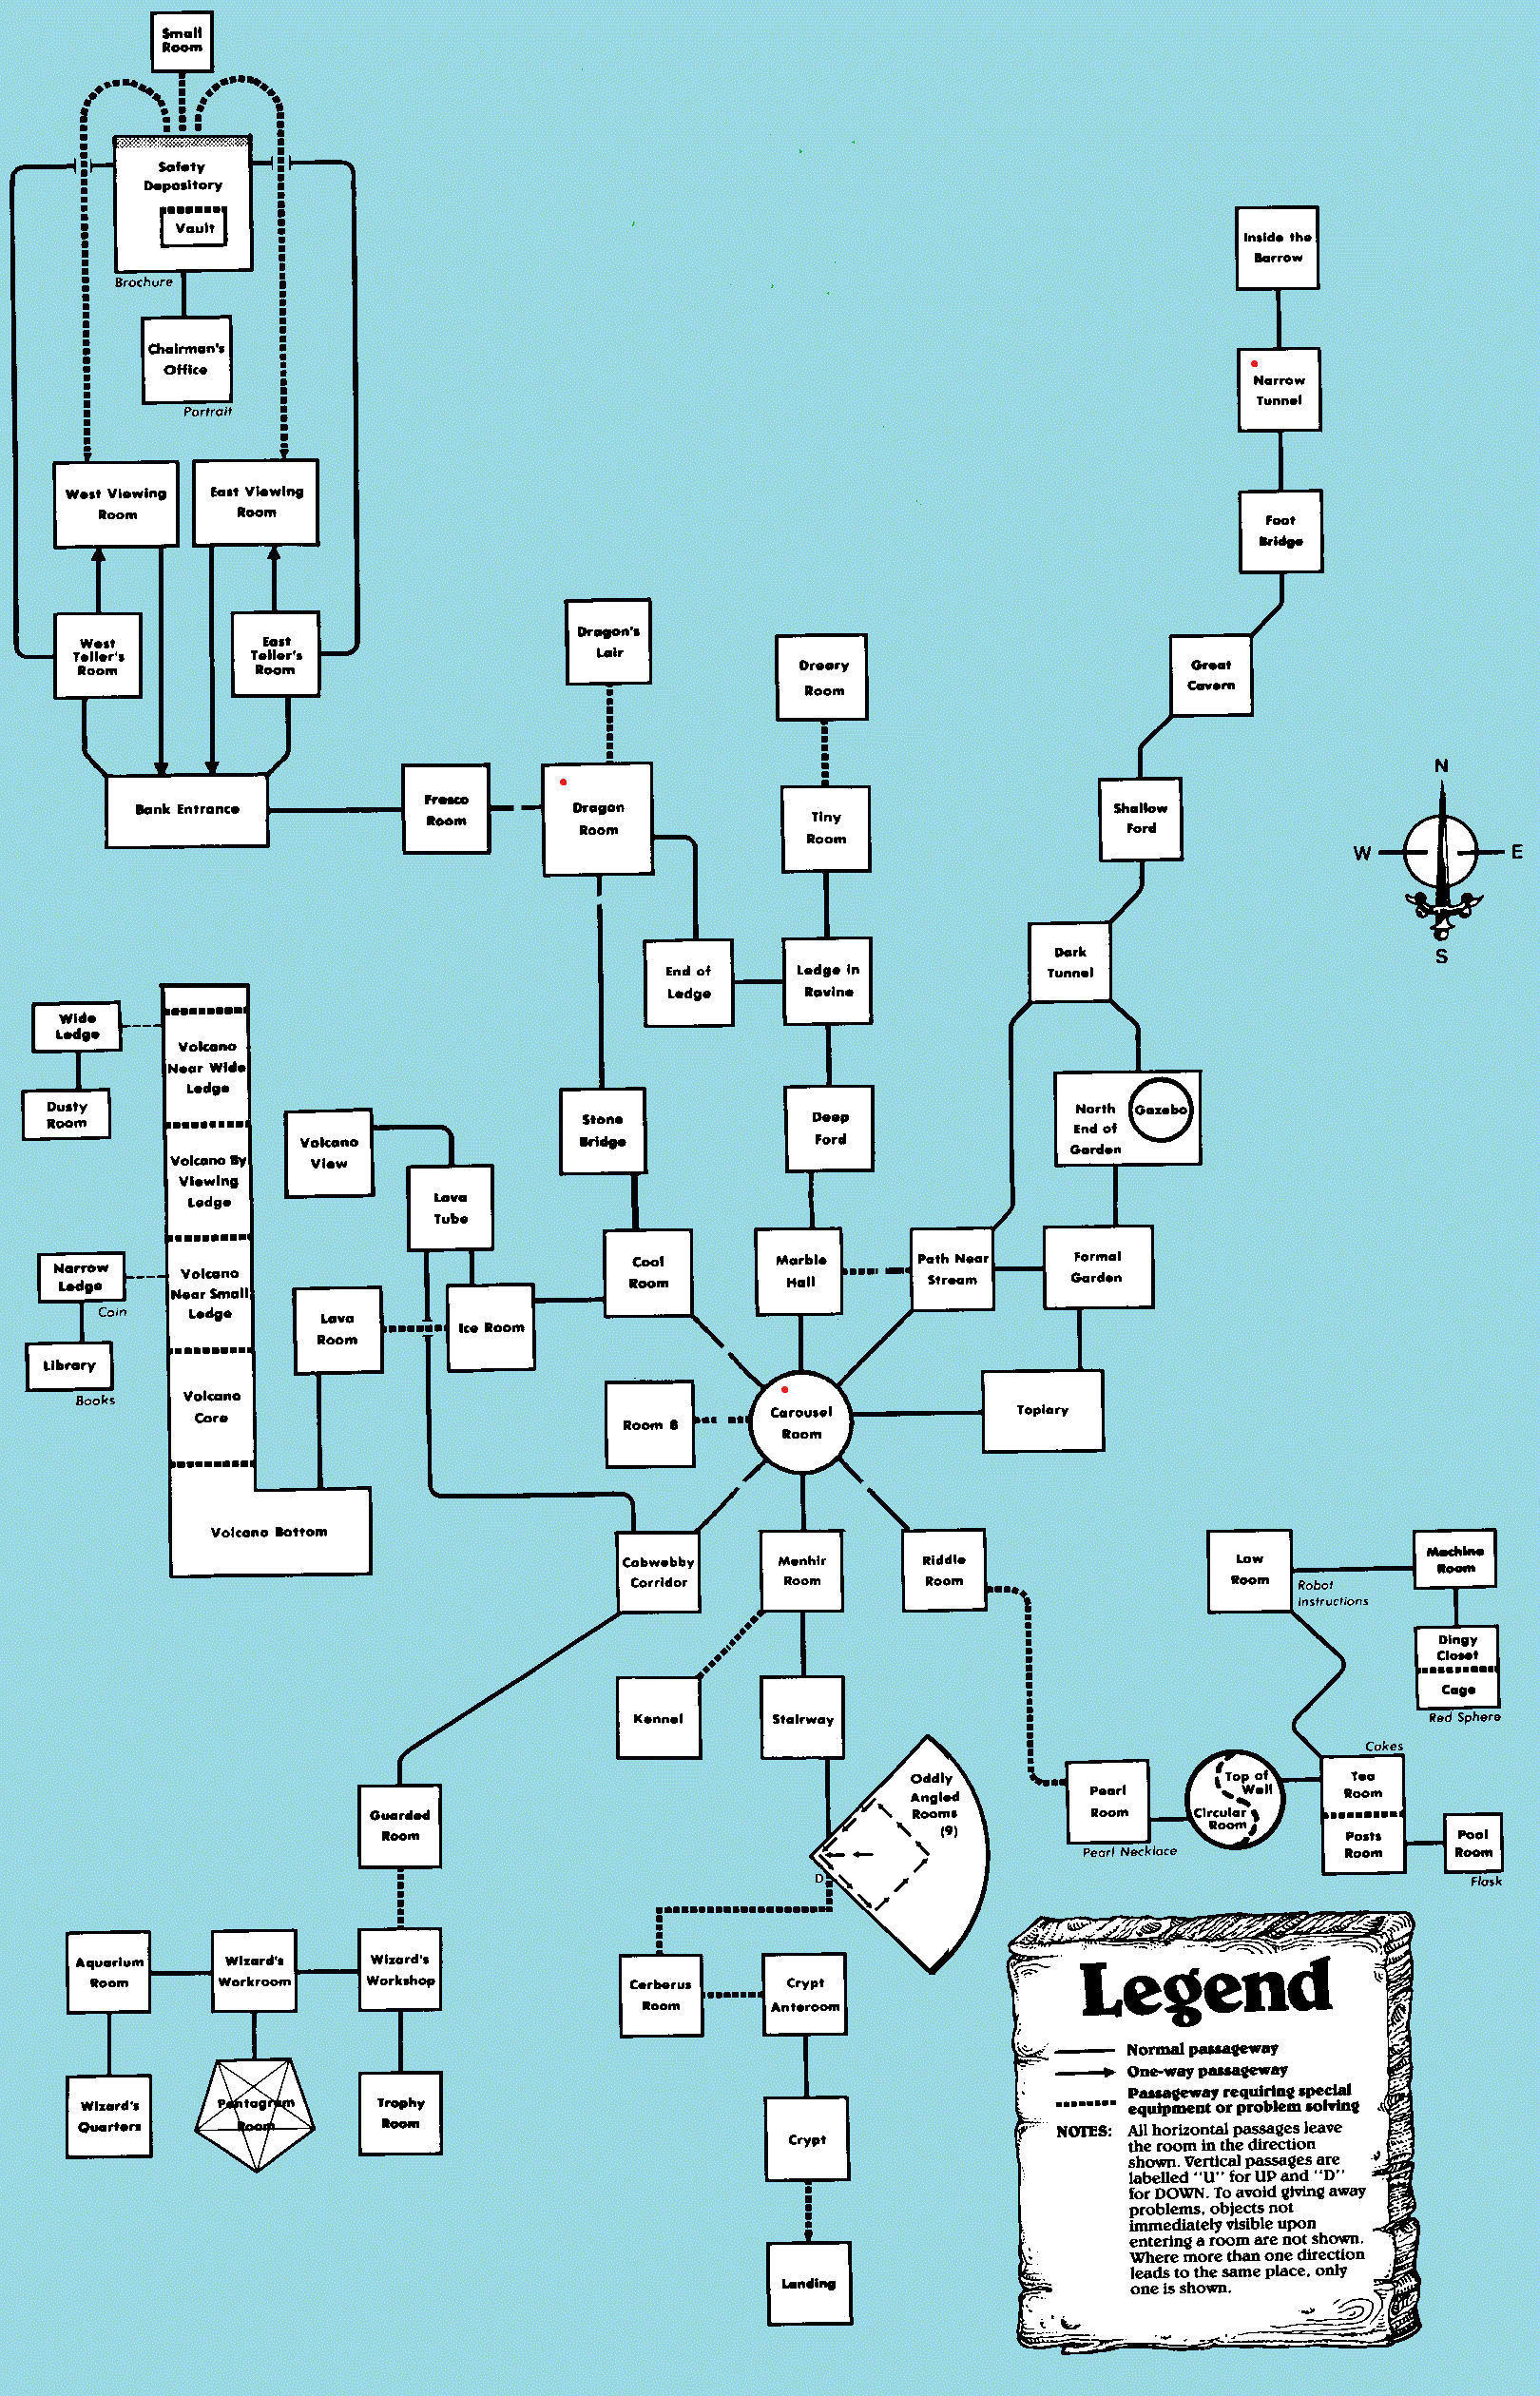 Small
Room
Safety
Depository
Vault
Brochure
Chairman's
Office
Portrait
Inside the
Barrow
Narrow
Tunnel
West Viewing
Room
East Viewing
Room
Foot
Bridge
West
Teller's
Room
East
Teller's
Room
Dragon's
Lair
Dreary
Room
Great
Cavern
Bank Entrance
Fresco
Room
Dragon
Room
Tiny
Room
Shallow
Ford
N
W
E
S
End of
Ledge
Ledge in
Ravine
Dark
Tunnel
Wide
Ledge
Volcano
Near Wide
Ledge
Dusty
Room
Volcano
View
Stone
Bridge
Deep
Ford
North
End of
Garden
Gazebo
Volcano By
Viewing
Ledge
Lava
Tube
Narrow
Ledge
Coin
Volcano
Near Small
Ledge
Cool
Room
Marble
Hall
Path Near
Stream
Formal
Garden
Lava
Room
Ice Room
Library
Books
Volcano
Core
Room 8
Carousel
Room
Topiary
Volcano Bottom
Cobwebby
Corridor
Menhir
Room
Riddle
Room
Low
Room
Robot
Instructions
Machine
Room
Dingy
Closet
Cage
Red Sphere
Kennel
Stairway
Oddly
Angled
Rooms
(9)
D
Pearl
Room
Pearl Necklace
Top of
Well
Circular
Room
Cakes
Tea
Room
Posts
Room
Pool
Room
Flask
Guarded
Room
Aquarium
Room
Wizard's
Workroom
Wizard's
Workshop
Cerberus
Room
Crypt
Anteroom
Wizard's
Quarters
Pentagram
Room
Trophy
Room
Crypt
Landing
Legend
Normal passageway
One-way passageway
Passageway requiring special
equipment or problem solving
NOTES: All horizontal passages leave
the room in the direction
shown. Vertical passages are
labelled "U" for UP and "D"
for DOWN. To avoid giving away
problems, objects not
immediately visible upon
entering a room are not shown.
Where more than one direction
leads to the same place, only
one is shown.